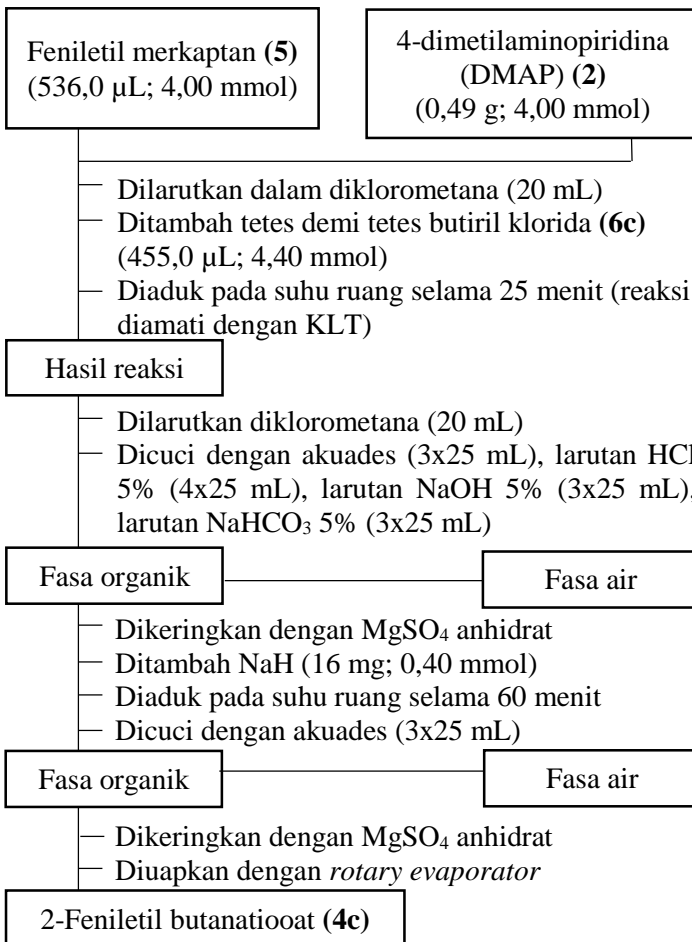 Feniletil merkaptan (5)
(536,0 µL; 4,00 mmol)
4-dimetilaminopiridina
(DMAP) (2)
(0,49 g; 4,00 mmol)
Dilarutkan dalam diklorometana (20 mL)
Ditambah tetes demi tetes butiril klorida (6c)
(455,0 µL; 4,40 mmol)
Diaduk pada suhu ruang selama 25 menit (reaksi
diamati dengan KLT)
Hasil reaksi
Dilarutkan diklorometana (20 mL)
Dicuci dengan akuades (3x25 mL), larutan HCl
5% (4x25 mL), larutan NaOH 5% (3x25 mL),
larutan NaHCO₃ 5% (3x25 mL)
Fasa organik
Fasa air
Dikeringkan dengan MgSO₄ anhidrat
Ditambah NaH (16 mg; 0,40 mmol)
Diaduk pada suhu ruang selama 60 menit
Dicuci dengan akuades (3x25 mL)
Fasa organik
Fasa air
Dikeringkan dengan MgSO₄ anhidrat
Diuapkan dengan rotary evaporator
2-Feniletil butanatiooat (4c)